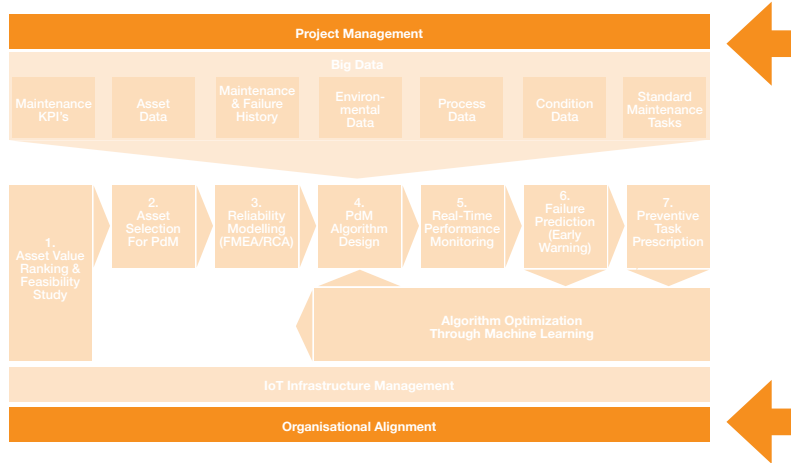 Project Management
Big Data
Maintenance
KPI's
Asset
Data
Maintenance
& Failure
History
Environ-
mental
Data
Process
Data
Condition
Data
Standard
Maintenance
Tasks
1.
Asset Value
Ranking &
Feasibility
Study
2.
Asset
Selection
For PdM
3.
Reliability
Modelling
(FMEA/RCA)
4.
PdM
Algorithm
Design
5.
Real-Time
Performance
Monitoring
6.
Failure
Prediction
(Early
Warning)
7.
Preventive
Task
Prescription
Algorithm Optimization
Through Machine Learning
IoT Infrastructure Management
Organisational Alignment